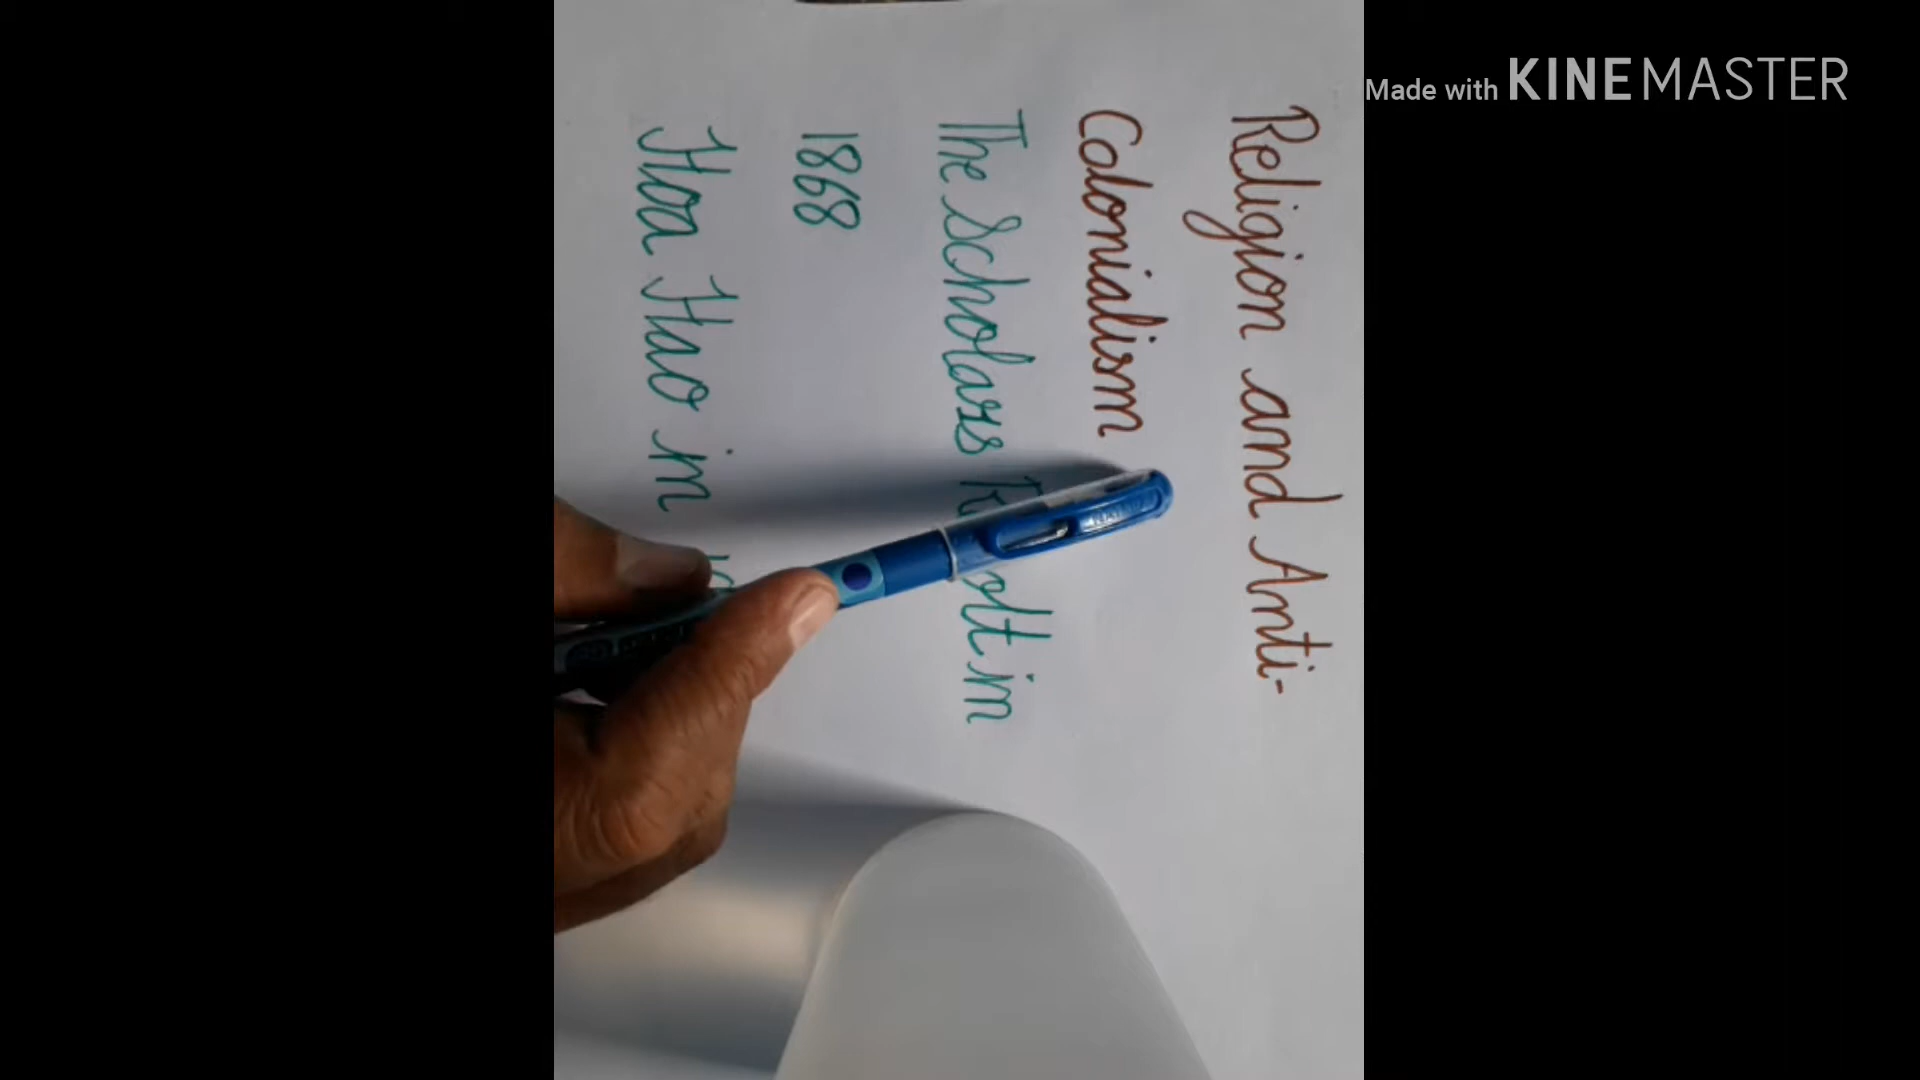 Religion and Anti-
Colonialism
The Scholars in
1868
Hoa Hao in
Made with KINEMASTER